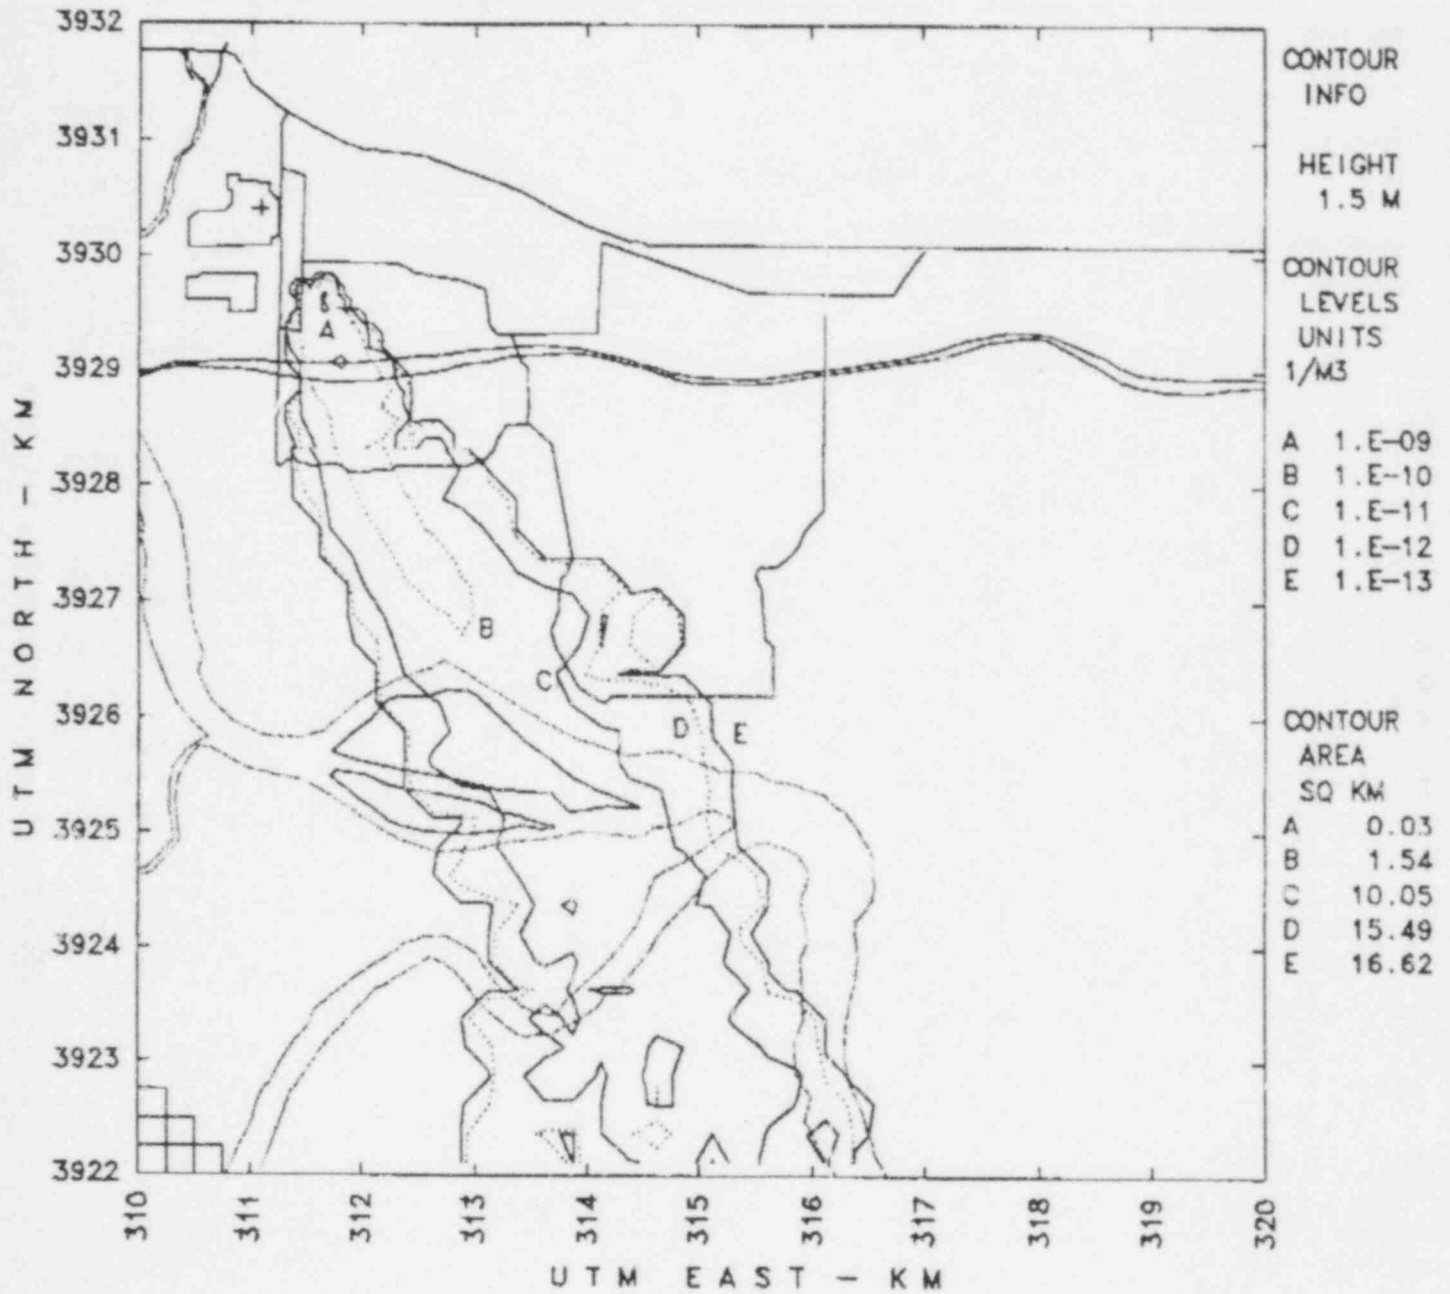 3932
3931
3930
3929
3928
3927
3926
3925
3924
3923
3922
UTM NORTH - KM
310
311
312
313
314
315
316
317
318
319
320
UTM EAST - KM
A
B
C
D
E
CONTOUR
INFO
HEIGHT
1.5 M
CONTOUR
LEVELS
UNITS
1/M3
A 1.E-09
B 1.E-10
C 1.E-11
D 1.E-12
E 1.E-13
CONTOUR
AREA
SQ KM
A 0.03
B 1.54
C 10.05
D 15.49
E 16.62